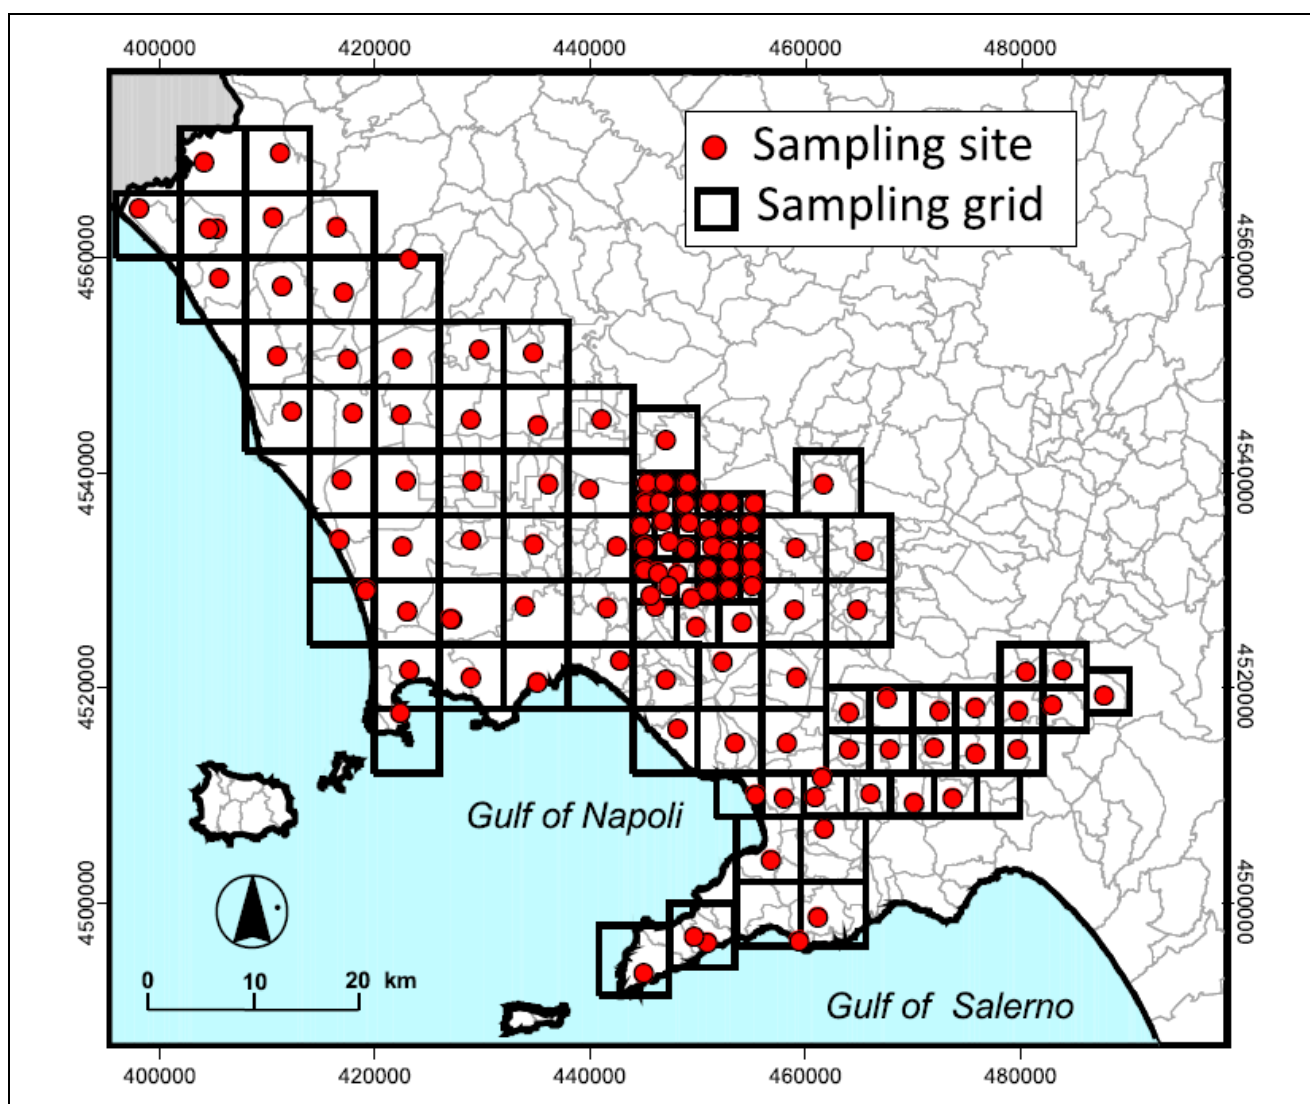 400000 420000 440000 460000 480000
Sampling site
Sampling grid
4560000 4560000
4540000 4540000
4520000 4520000
Gulf of Napoli
4500000 4500000
0 10 20 km
Gulf of Salerno
400000 420000 440000 460000 480000